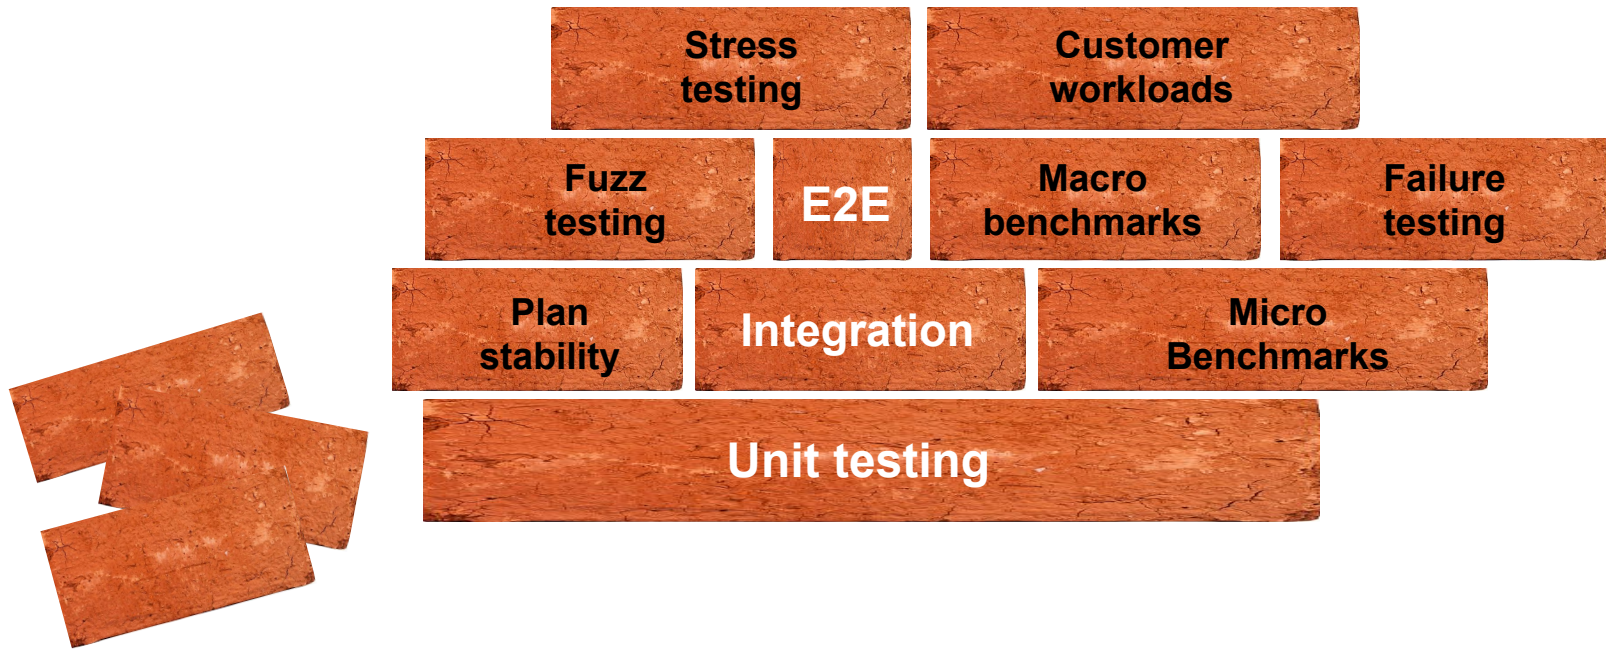 Stress
testing
Customer
workloads
Fuzz
testing
E2E
Macro
benchmarks
Failure
testing
Plan
stability
Integration
Micro
Benchmarks
Unit testing